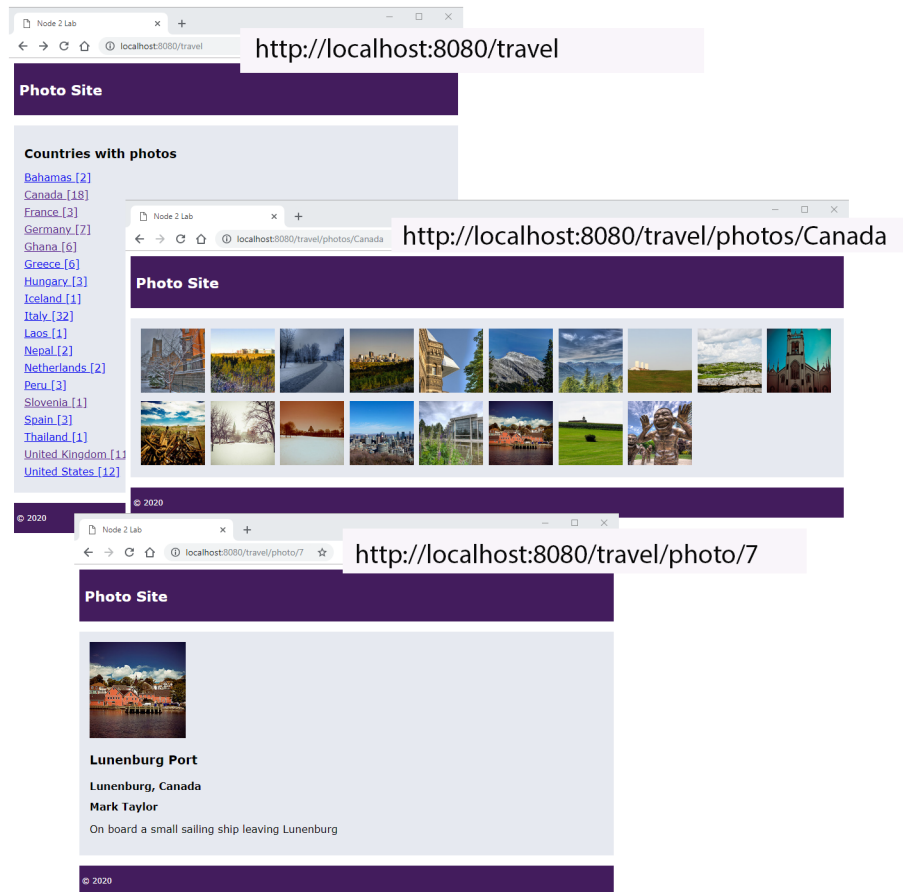 Node 2 Lab
localhost:8080/travel
http://localhost:8080/travel
Photo Site
Countries with photos
Bahamas [2]
Canada [18]
France [3]
Germany [7]
Ghana [6]
Greece [6]
Hungary [3]
Iceland [1]
Italy [32]
Laos [1]
Nepal [2]
Netherlands [2]
Peru [3]
Slovenia [1]
Spain [3]
Thailand [1]
United Kingdom [11
United States [12]
© 2020
Node 2 Lab
localhost:8080/travel/photos/Canada
http://localhost:8080/travel/photos/Canada
Photo Site
© 2020
Node 2 Lab
localhost:8080/travel/photo/7
http://localhost:8080/travel/photo/7
Photo Site
Lunenburg Port
Lunenburg, Canada
Mark Taylor
On board a small sailing ship leaving Lunenburg
© 2020